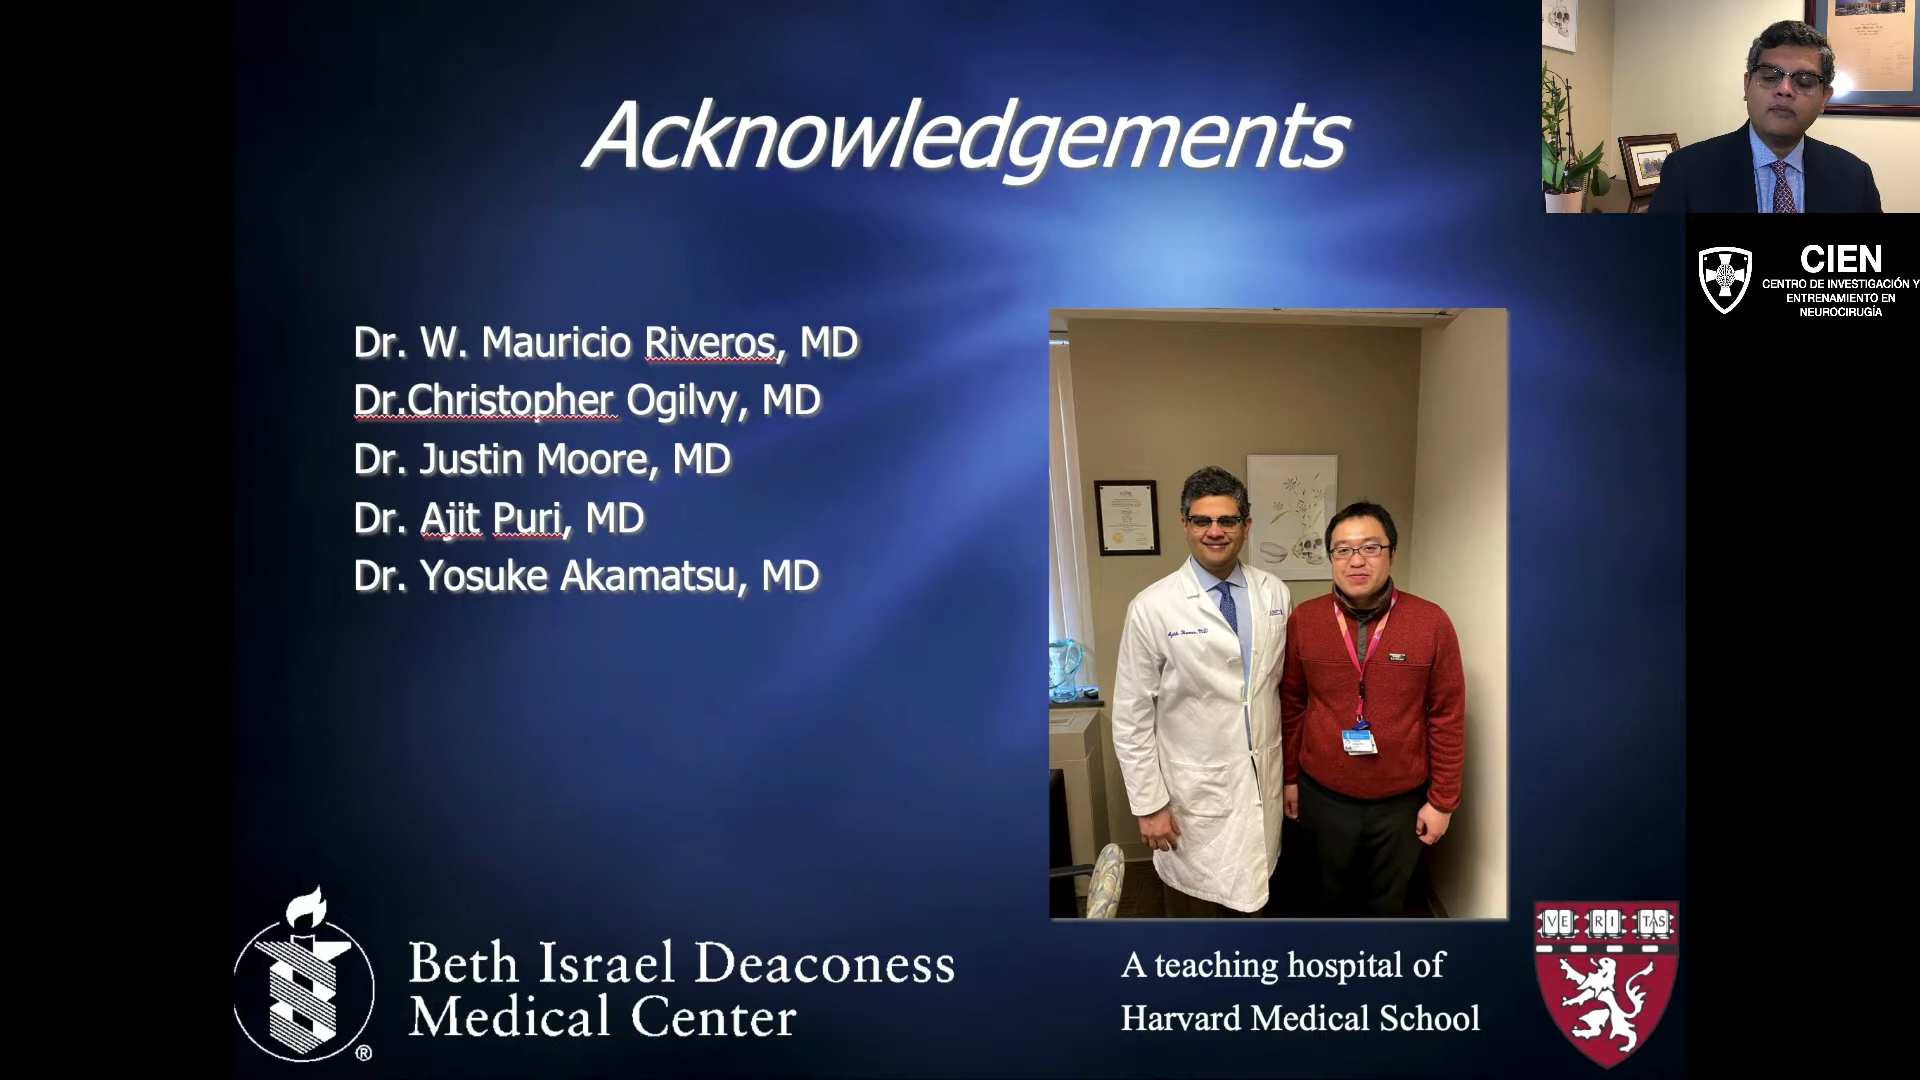 Acknowledgements
CIEN
CENTRO DE INVESTIGACIÓN Y
ENTRENAMIENTO EN
NEUROCIRUGÍA
Dr. W. Mauricio Riveros, MD
Dr.Christopher Ogilvy, MD
Dr. Justin Moore, MD
Dr. Ajit Puri, MD
Dr. Yosuke Akamatsu, MD
Beth Israel Deaconess
Medical Center
®
A teaching hospital of
Harvard Medical School
VE RI TAS